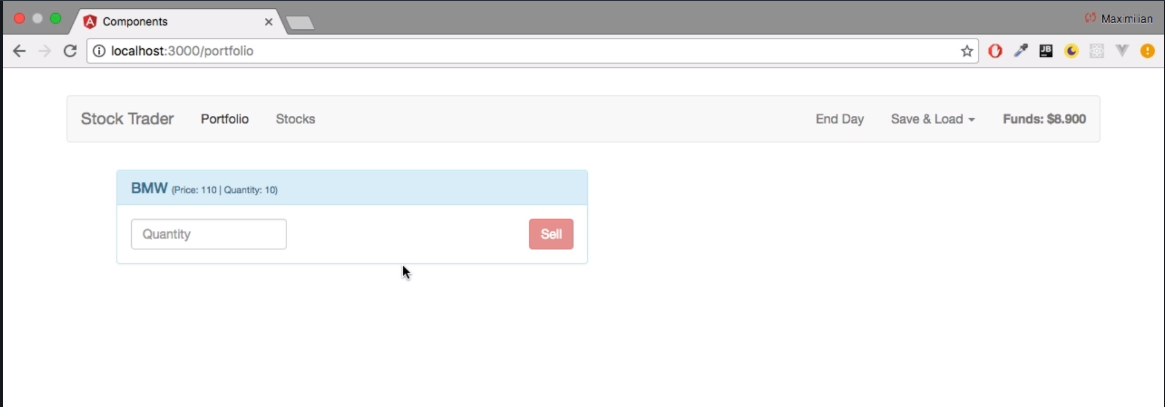 Components
Maximilian
localhost:3000/portfolio
JB
Stock Trader Portfolio Stocks End Day Save & Load Funds: $8.900
BMW (Price: 110 | Quantity: 10)
Quantity Sell